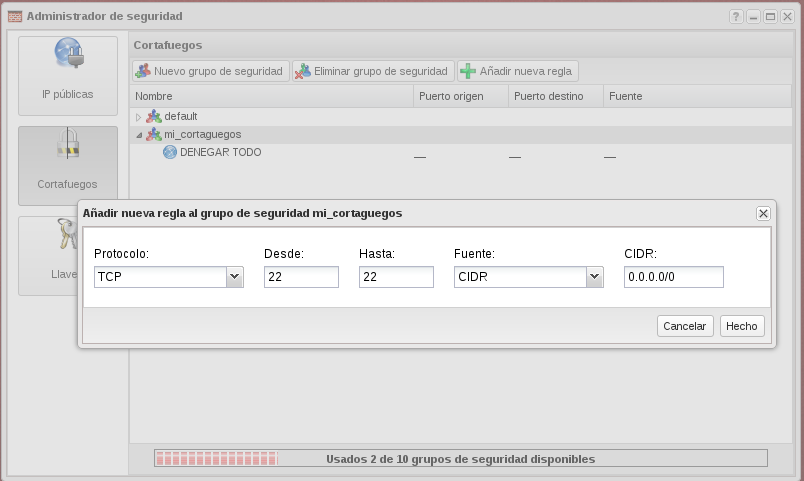 Administrador de seguridad
IP públicas
Cortafuegos
Cortafuegos
Nuevo grupo de seguridad Eliminar grupo de seguridad Añadir nueva regla
Nombre Puerto origen Puerto destino Fuente
default
mi_cortaguegos
DENEGAR TODO __ __ __
Llave
Añadir nueva regla al grupo de seguridad mi_cortaguegos
Protocolo: Desde: Hasta: Fuente: CIDR:
TCP 22 22 CIDR 0.0.0.0/0
Cancelar Hecho
Usados 2 de 10 grupos de seguridad disponibles